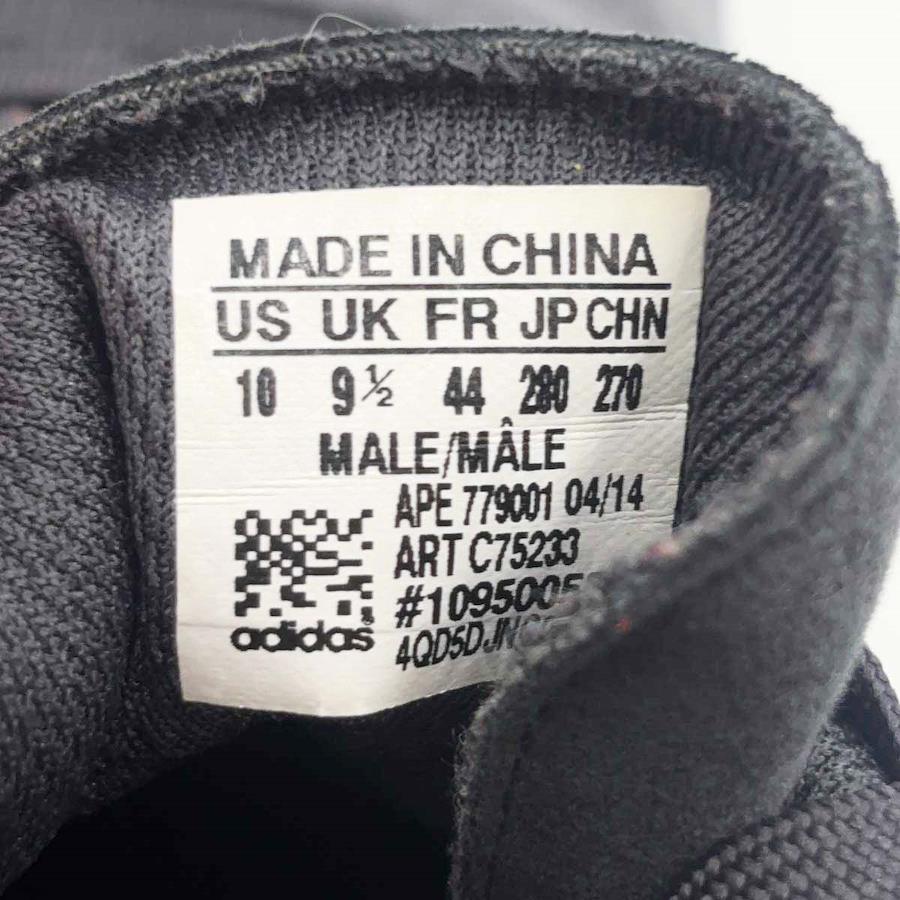 MADE IN CHINA
US UK FR JP CHN
10 9½ 44 280 270
MALE/MÂLE
APE 779001 04/14
ART C75233
adidas